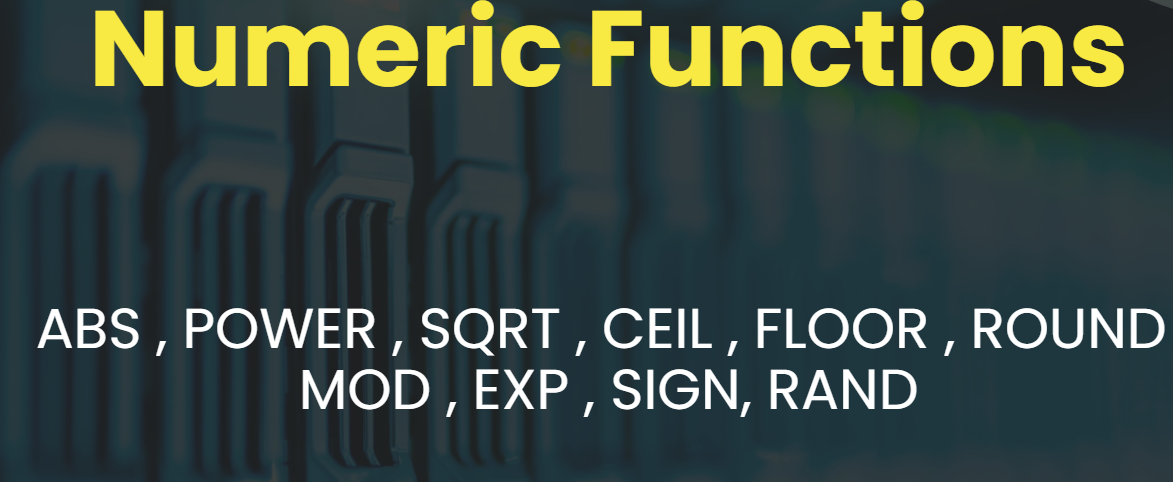 Numeric Functions
ABS , POWER , SQRT , CEIL , FLOOR , ROUND
MOD , EXP , SIGN, RAND